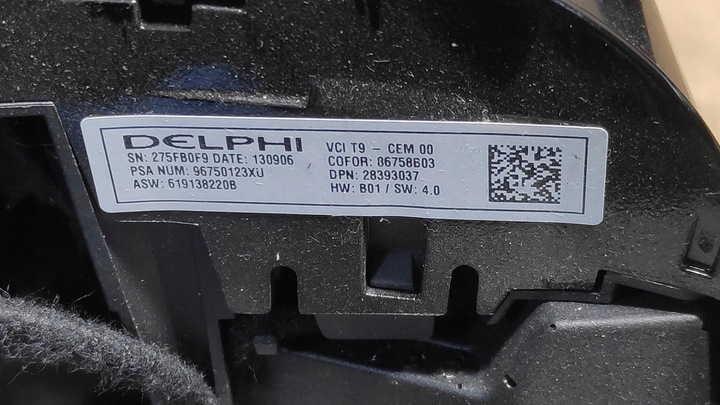 DELPHI
SN: 275FB0F9 DATE: 130906
PSA NUM: 96750123XU
ASW: 619138220B
VCI T9 - CEM 00
COFOR: 86758B03
DPN: 28393037
HW: B01 / SW: 4.0